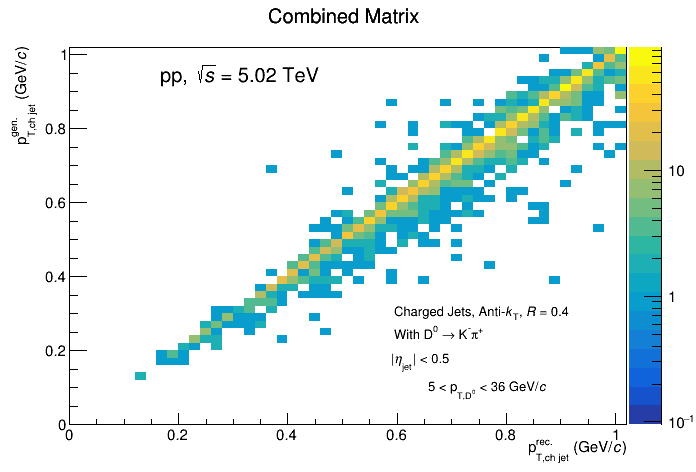 Combined Matrix
p^gen._T,ch jet (GeV/c)
1
0.8
0.6
0.4
0.2
0
pp, √s = 5.02 TeV
Charged Jets, Anti-k_T, R = 0.4
With D^0 → K^-π^+
|η_jet| < 0.5
5 < p_T,D^0 < 36 GeV/c
10
1
10^−1
0 0.2 0.4 0.6 0.8 1
p^rec._T,ch jet (GeV/c)